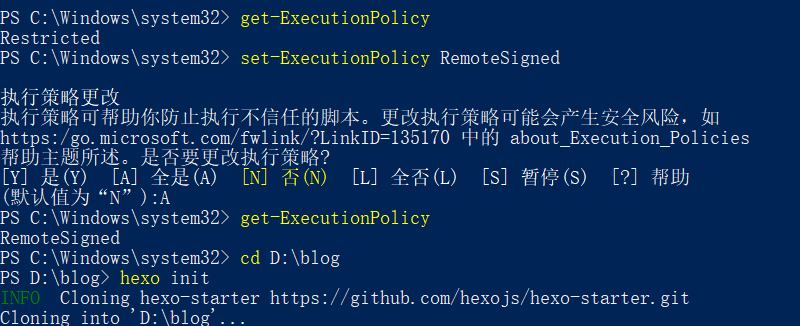 PS C:\Windows\system32> get-ExecutionPolicy
Restricted
PS C:\Windows\system32> set-ExecutionPolicy RemoteSigned
执行策略更改
执行策略可帮助你防止执行不信任的脚本。更改执行策略可能会产生安全风险，如
https:/go.microsoft.com/fwlink/?LinkID=135170 中的 about_Execution_Policies
帮助主题所述。是否要更改执行策略?
[Y] 是(Y)  [A] 全是(A)  [N] 否(N)  [L] 全否(L)  [S] 暂停(S)  [?] 帮助
(默认值为“N”):A
PS C:\Windows\system32> get-ExecutionPolicy
RemoteSigned
PS C:\Windows\system32> cd D:\blog
PS D:\blog> hexo init
INFO  Cloning hexo-starter https://github.com/hexojs/hexo-starter.git
Cloning into 'D:\blog'...